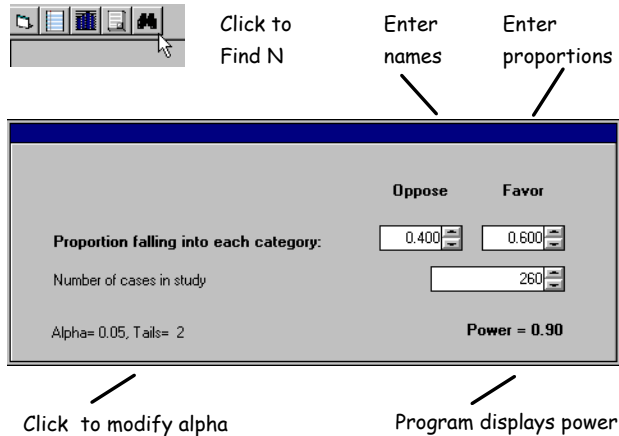 Click to
Find N
Enter
names
Enter
proportions
Oppose Favor
Proportion falling into each category: 0.400 0.600
Number of cases in study 260
Alpha= 0.05, Tails= 2 Power = 0.90
Click to modify alpha Program displays power